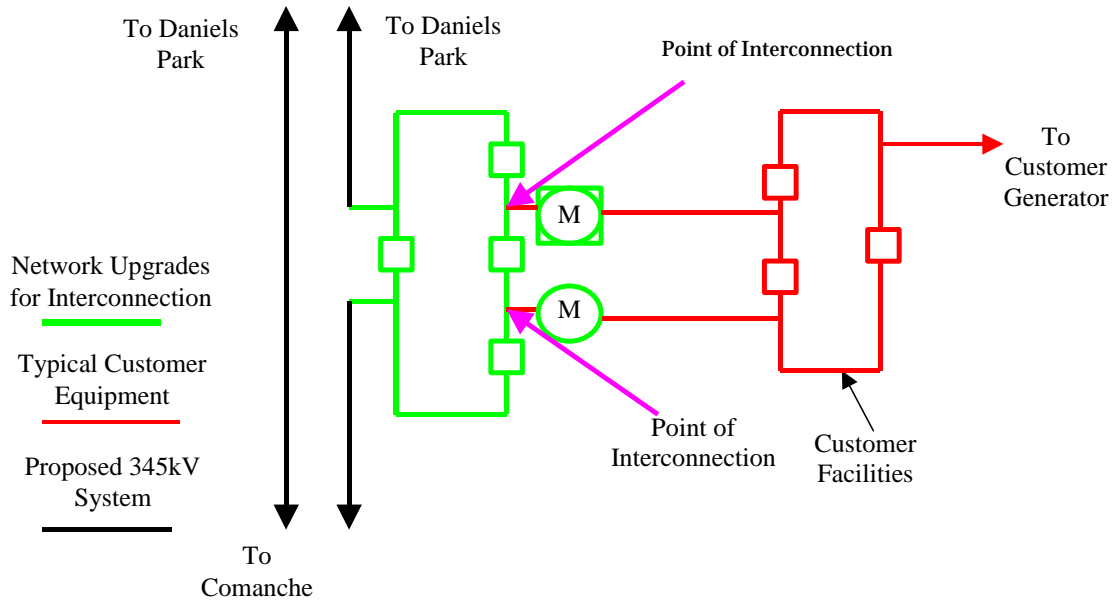 To Daniels
Park
To Daniels
Park
Point of Interconnection
To
Customer
Generator
M
Network Upgrades
for Interconnection
M
Typical Customer
Equipment
Point of
Interconnection
Customer
Facilities
Proposed 345kV
System
To
Comanche